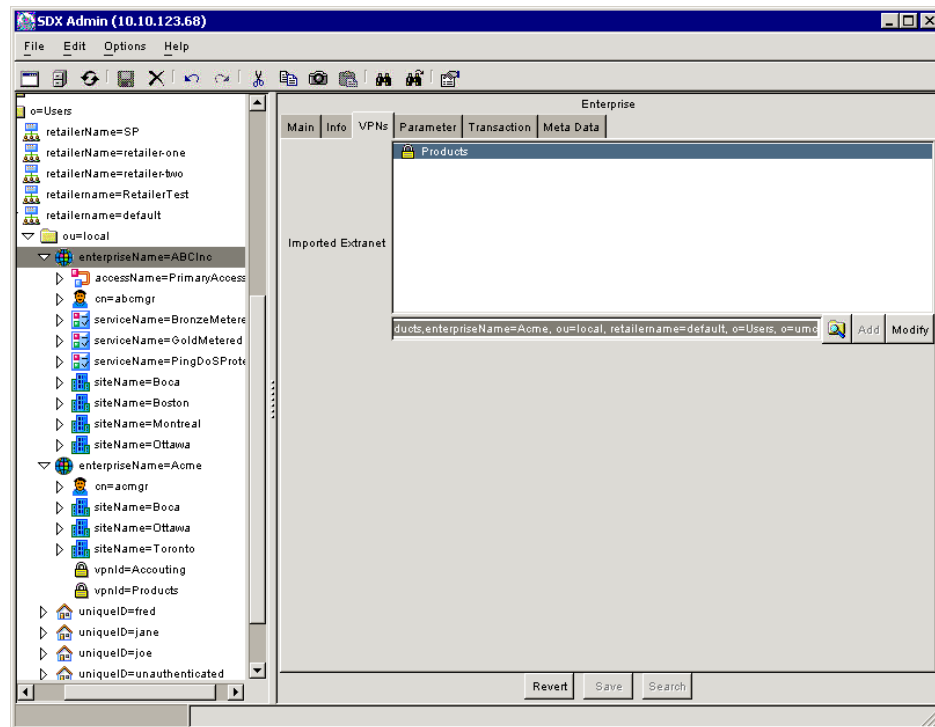 SDX Admin (10.10.123.68)
File Edit Options Help
o=Users
retailerName=SP
retailerName=retailer-one
retailerName=retailer-two
retailername=RetailerTest
retailername=default
ou=local
enterpriseName=ABCInc
accessName=PrimaryAccess
cn=abcmgr
serviceName=BronzeMetere
serviceName=GoldMetered
serviceName=PingDoSProte
siteName=Boca
siteName=Boston
siteName=Montreal
siteName=Ottawa
enterpriseName=Acme
cn=acmgr
siteName=Boca
siteName=Ottawa
siteName=Toronto
vpnId=Accouting
vpnId=Products
uniqueID=fred
uniqueID=jane
uniqueID=joe
uniqueID=unauthenticated
Enterprise
Main Info VPNs Parameter Transaction Meta Data
Products
Imported Extranet
ducts,enterpriseName=Acme, ou=local, retailername=default, o=Users, o=umc
Add Modify
Revert Save Search